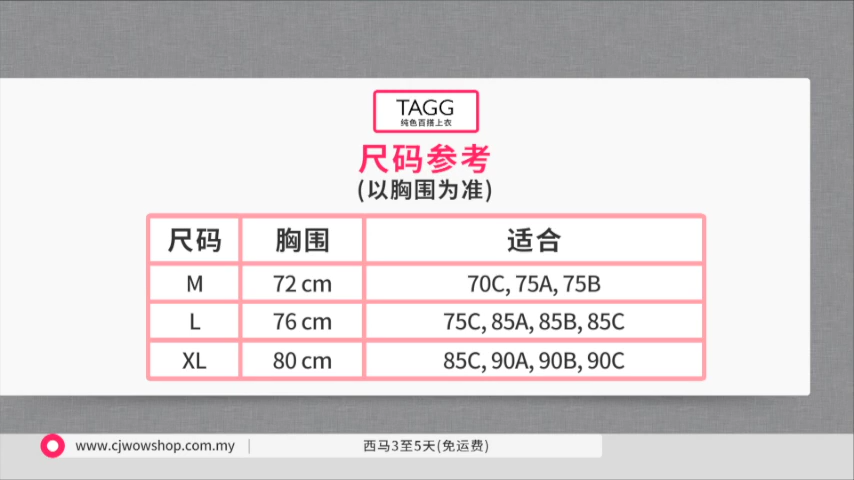 TAGG
纯色百搭上衣
尺码参考
(以胸围为准)
尺码 胸围 适合
M 72 cm 70C, 75A, 75B
L 76 cm 75C, 85A, 85B, 85C
XL 80 cm 85C, 90A, 90B, 90C
www.cjwowshop.com.my | 西马3至5天(免运费)